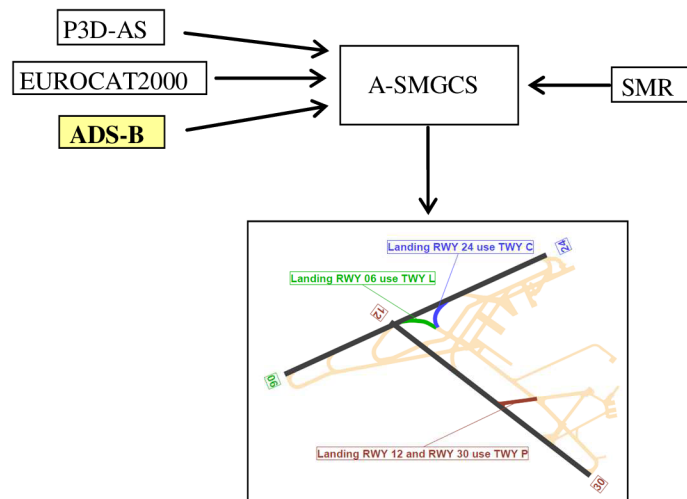 P3D-AS
EUROCAT2000
ADS-B
A-SMGCS
SMR
Landing RWY 24 use TWY C
24
Landing RWY 06 use TWY L
12
06
Landing RWY 12 and RWY 30 use TWY P
30